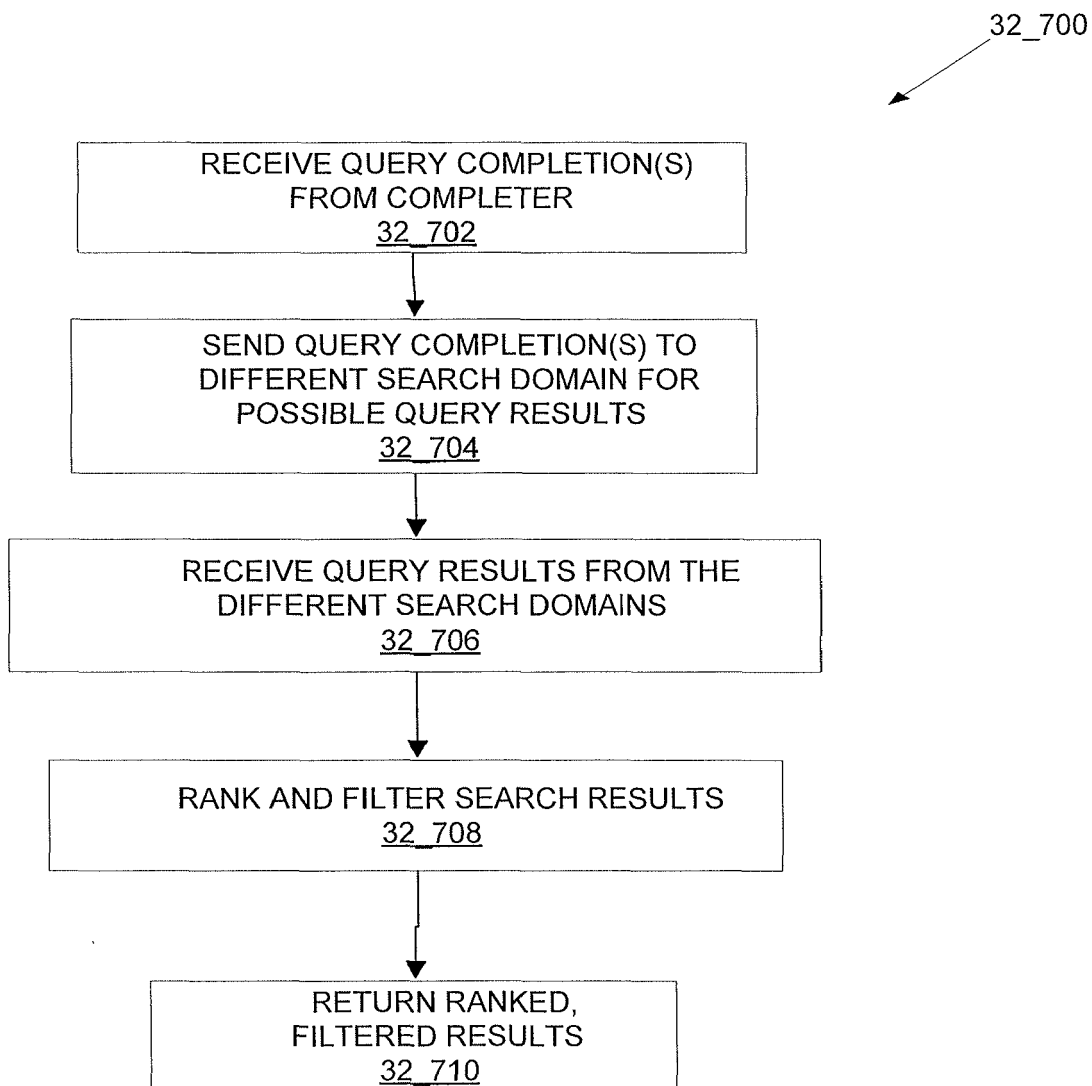 32_700
RECEIVE QUERY COMPLETION(S)
FROM COMPLETER
32_702
SEND QUERY COMPLETION(S) TO
DIFFERENT SEARCH DOMAIN FOR
POSSIBLE QUERY RESULTS
32_704
RECEIVE QUERY RESULTS FROM THE
DIFFERENT SEARCH DOMAINS
32_706
RANK AND FILTER SEARCH RESULTS
32_708
RETURN RANKED,
FILTERED RESULTS
32_710